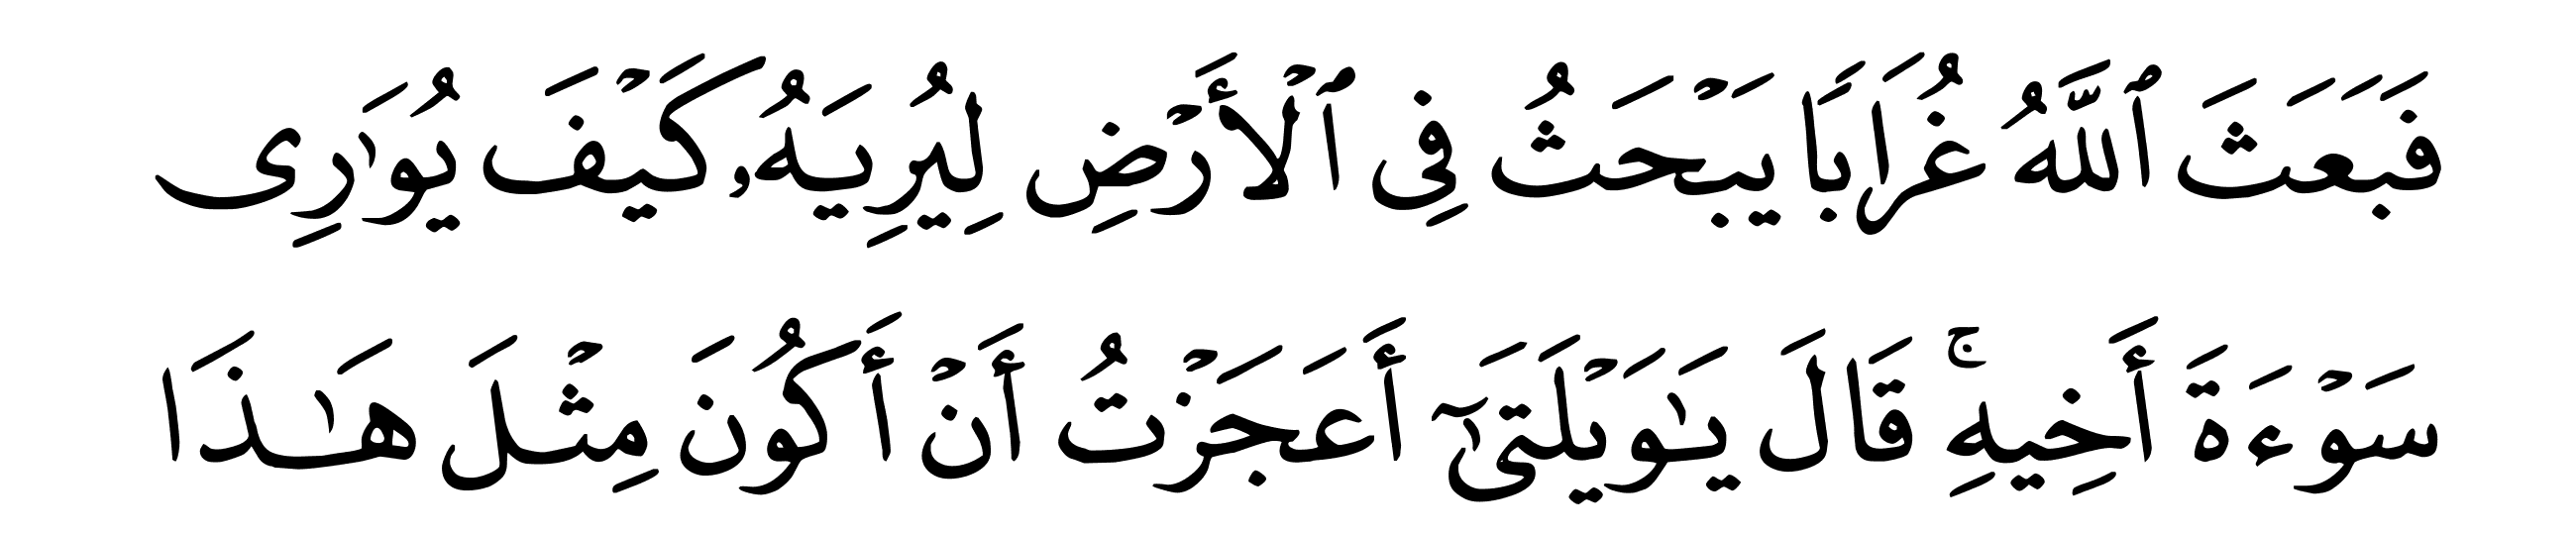 فَبَعَثَ ٱللَّهُ غُرَابًا يَبْحَثُ فِى ٱلْأَرْضِ لِيُرِيَهُۥ كَيْفَ يُوَٰرِى
سَوْءَةَ أَخِيهِ ۚ قَالَ يَـٰوَيْلَتَىٰٓ أَعَجَزْتُ أَنْ أَكُونَ مِثْلَ هَـٰذَا